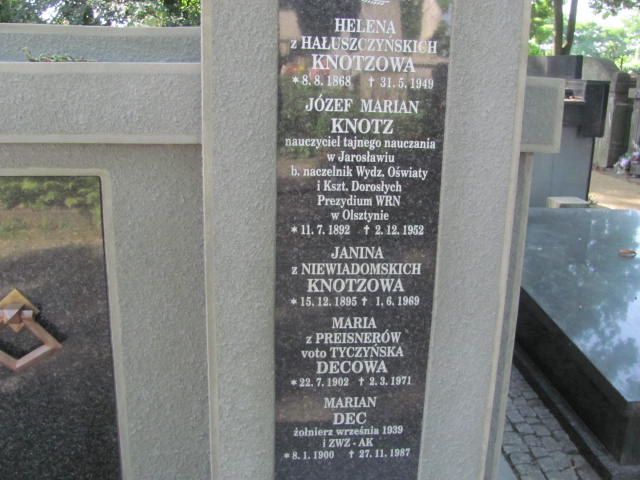 HELENA
z HAŁUSZCZYŃSKICH
KNOTZOWA
* 8. 8. 1868 † 31. 5. 1949
JÓZEF MARIAN
KNOTZ
nauczyciel tajnego nauczania
w Jarosławiu
b. naczelnik Wydz. Oświaty
i Kszt. Dorosłych
Prezydium WRN
w Olsztynie
* 11. 7. 1892 † 2. 12. 1952
JANINA
z NIEWIADOMSKICH
KNOTZOWA
* 15. 12. 1895 † 1. 6. 1969
MARIA
z PREISNERÓW
voto TYCZYŃSKA
DECOWA
* 22. 7. 1902 † 2. 3. 1971
MARIAN
DEC
żołnierz września 1939
i ZWZ - AK
* 8. 1. 1900 † 27. 11. 1987